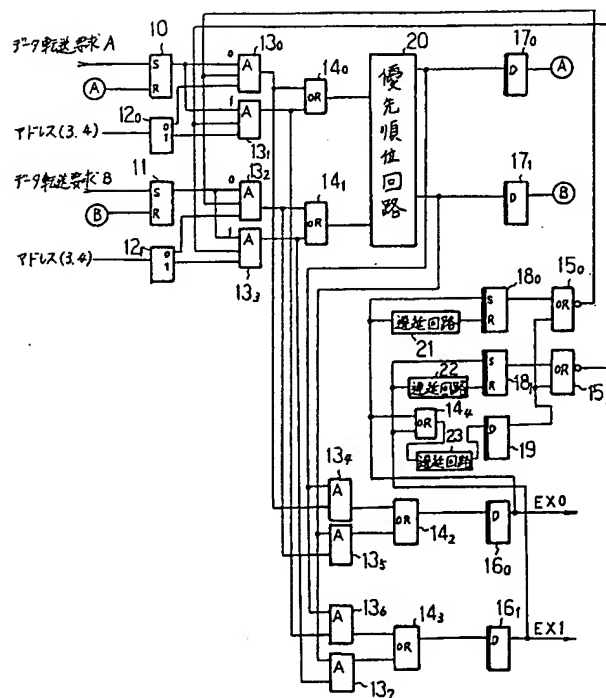 データ転送要求A
10
S
R
A
アドレス(3.4)
12₀
0
1
データ転送要求B
11
S
R
B
アドレス(3.4)
12₁
0
1
13₀
0
A
1
A
13₁
13₂
0
A
1
A
13₃
14₀
OR
14₁
OR
20
優先順位回路
17₀
D
A
17₁
D
B
18₀
S
R
遅延回路
21
15₀
OR
22
遅延回路
S
R
18₁
OR
15₁
14₄
OR
23
遅延回路
D
19
13₄
A
A
13₅
OR
14₂
D
16₀
EX0
13₆
A
A
13₇
14₃
OR
16₁
D
EX1